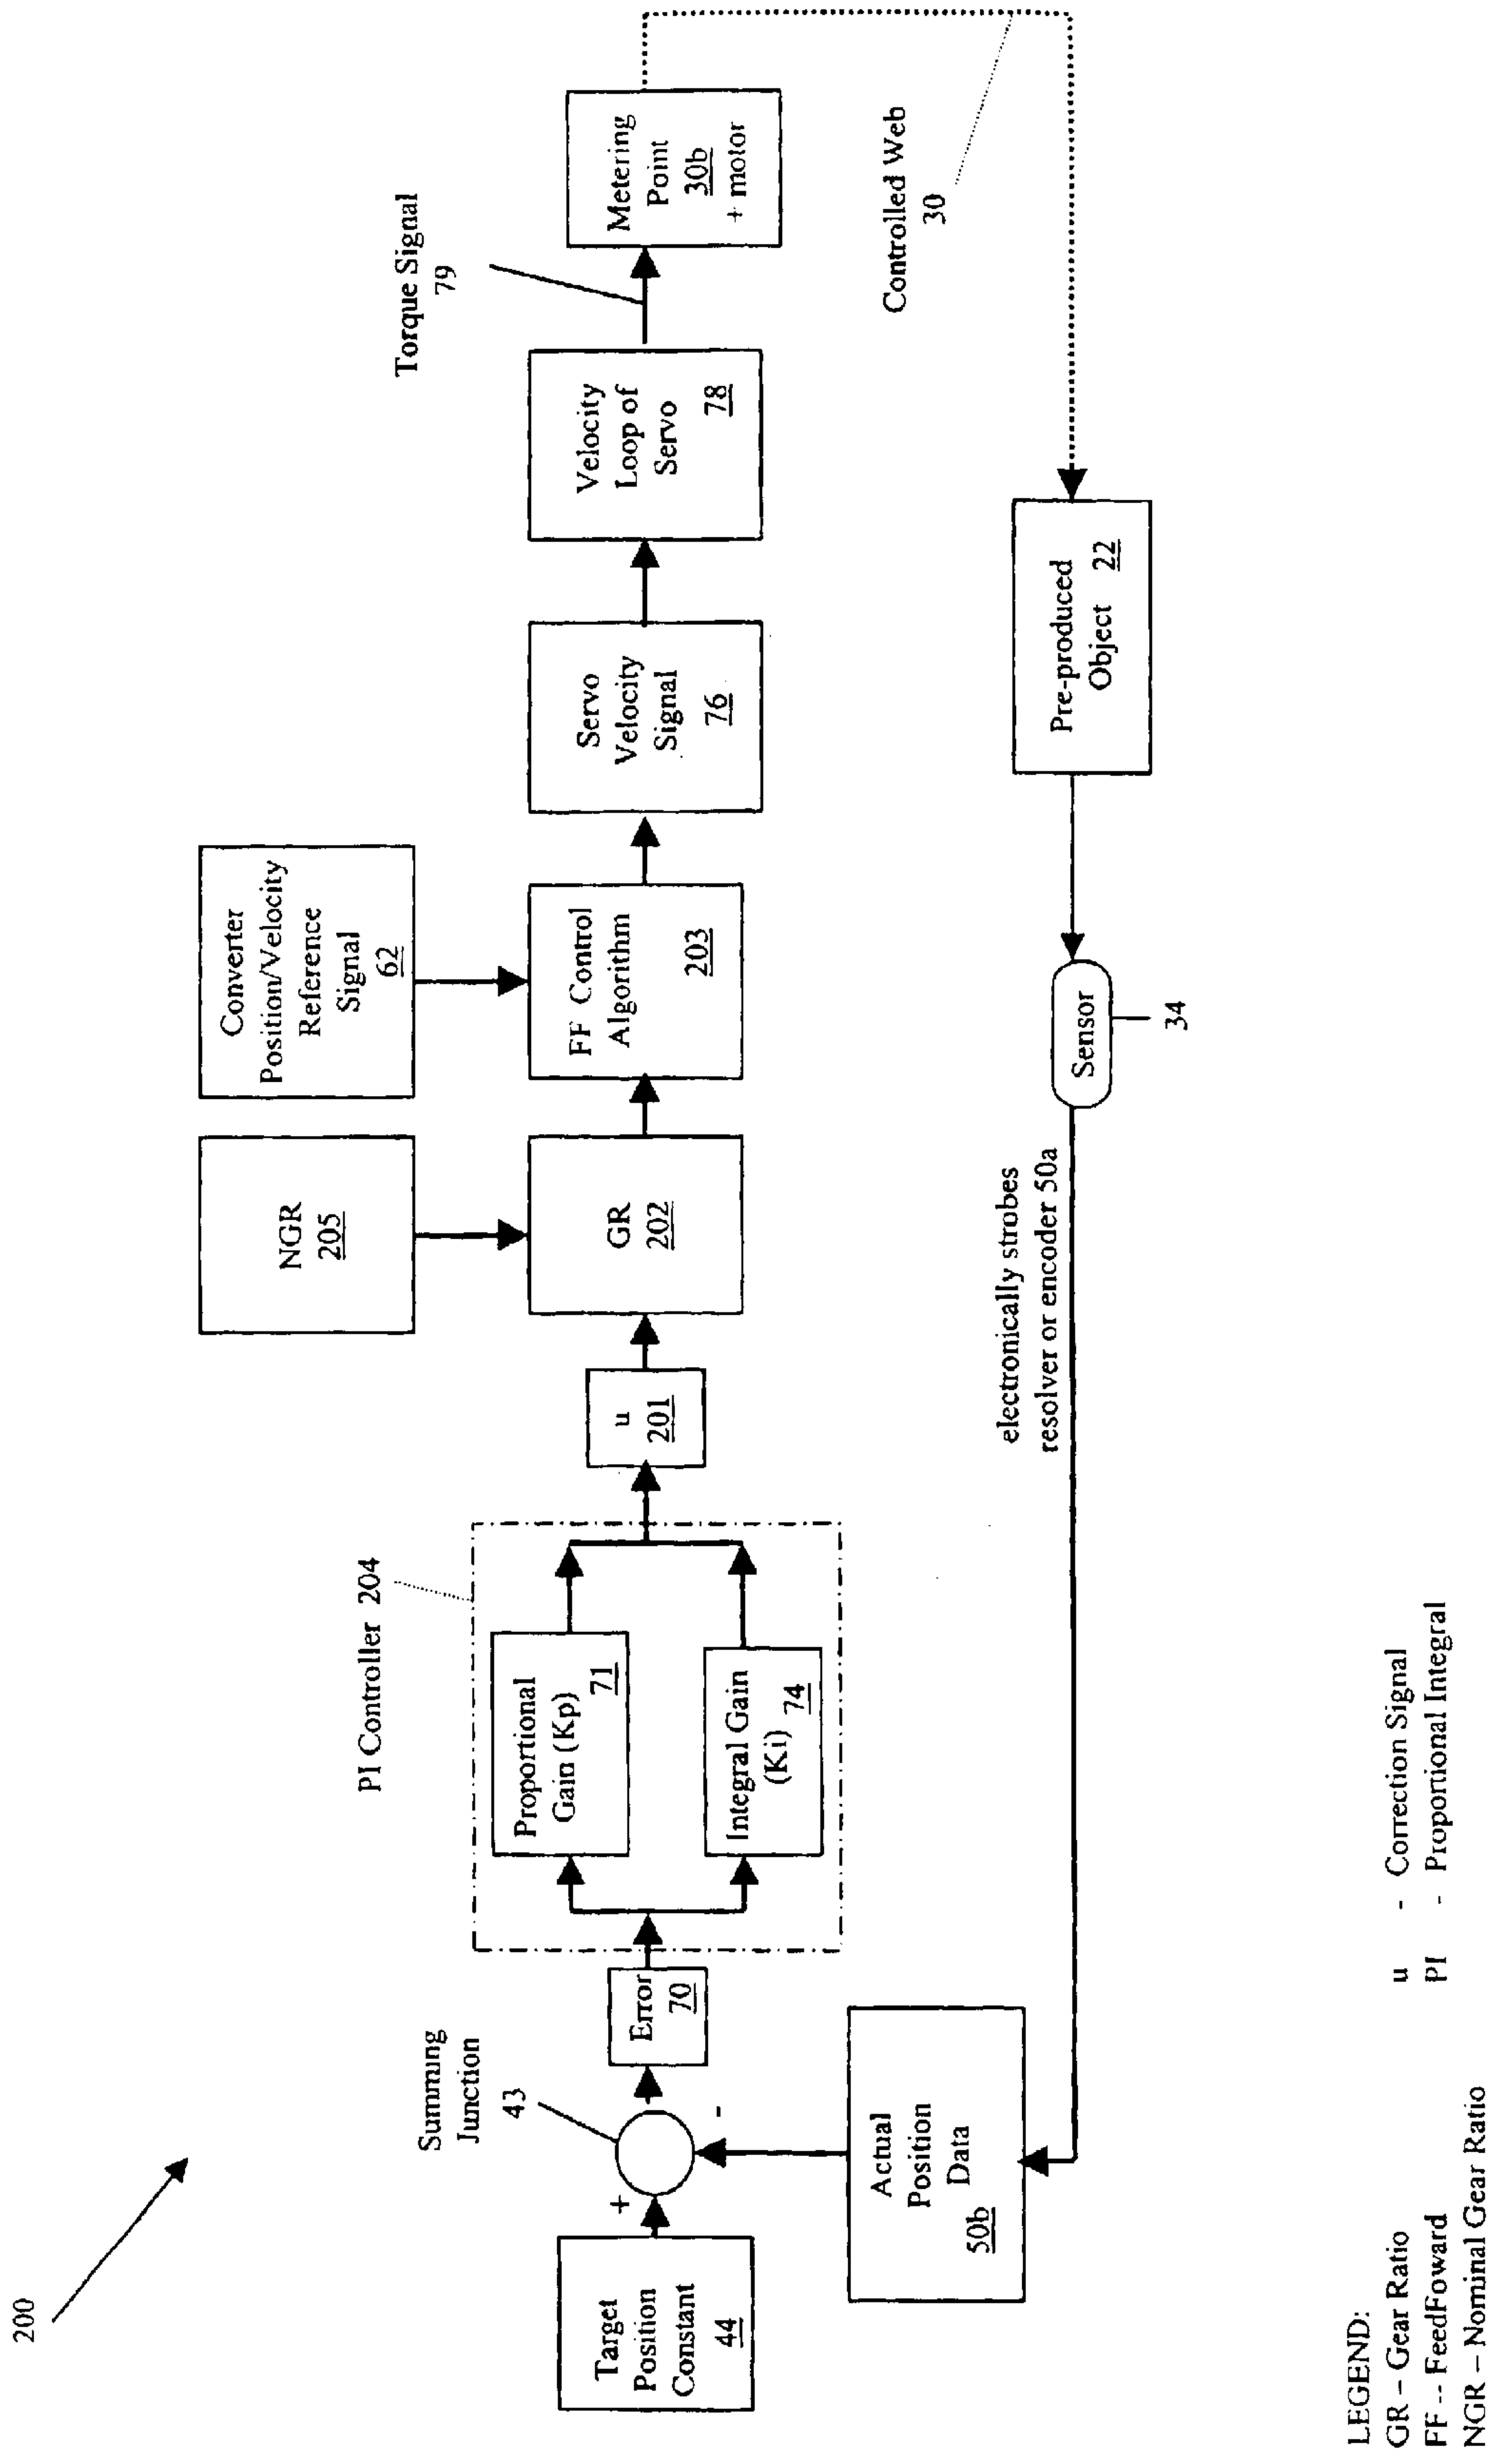 200
Target
Position
Constant
44
+
-
Summing
Junction
43
Actual
Position
Data
50b
Error
70
PI Controller 204
Proportional
Gain (Kp)
71
Integral Gain
(Ki) 74
u
201
NGR
205
GR
202
Converter
Position/Velocity
Reference
Signal
62
FF Control
Algorithm
203
Servo
Velocity
Signal
76
Velocity
Loop of
Servo
78
Torque Signal
79
Metering
Point
30b
+ motor
Controlled Web
30
Pre-produced
Object 22
Sensor
34
electronically strobes
resolver or encoder 50a
LEGEND:
GR – Gear Ratio
FF -- FeedFoward
NGR – Nominal Gear Ratio
u - Correction Signal
PI - Proportional Integral